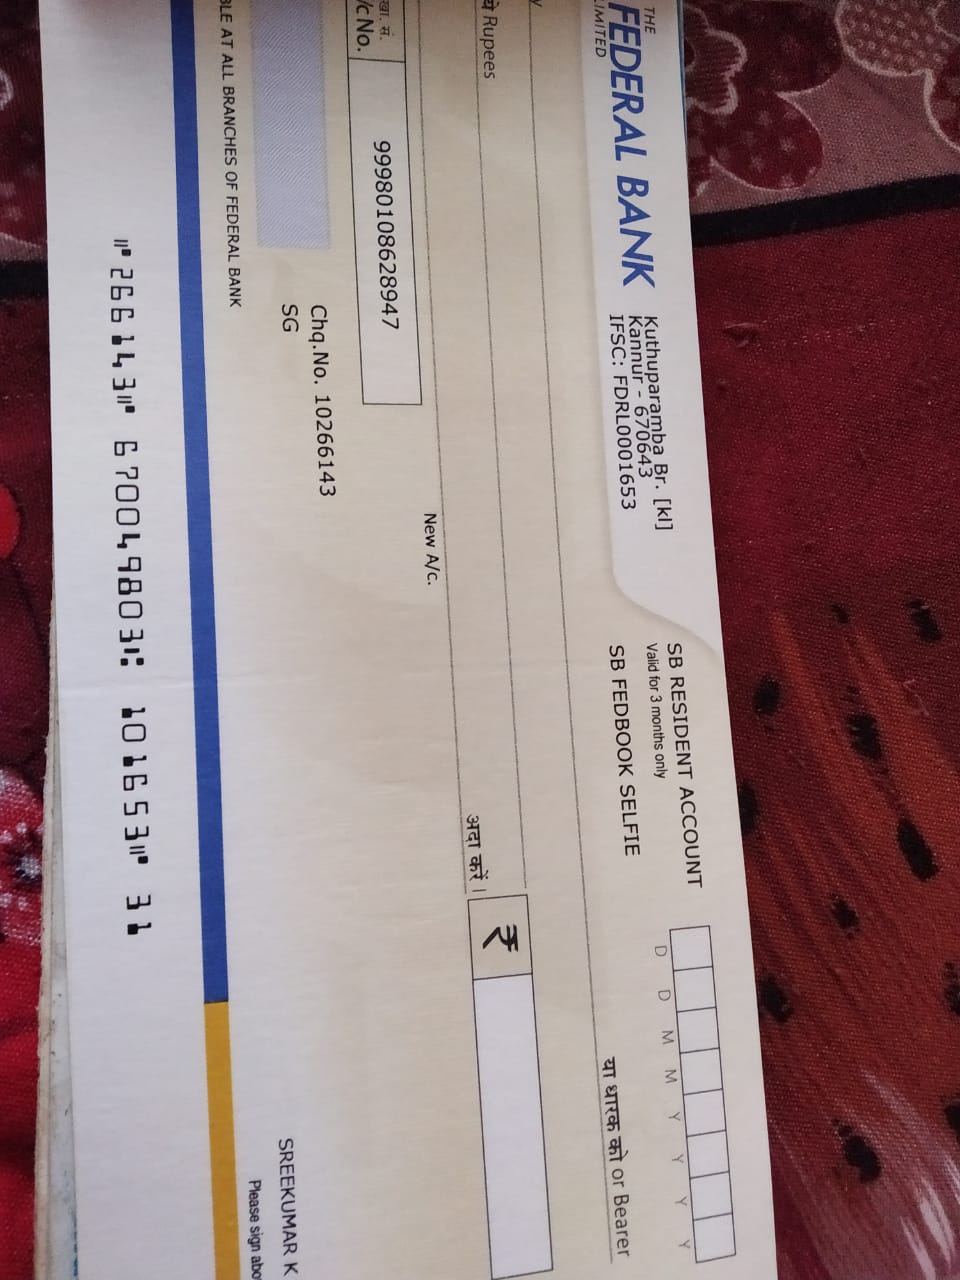 THE
FEDERAL BANK
LIMITED
Kuthuparamba Br. [kl]
Kannur - 670643
IFSC: FDRL0001653
SB RESIDENT ACCOUNT
Valid for 3 months only
SB FEDBOOK SELFIE
D D M M Y Y Y Y
या धारक को or Bearer
Rupees
अदा करें।
₹
खा. सं.
/c No.
99980108628947
New A/c.
Chq.No. 10266143
SG
SREEKUMAR K
Please sign abo
BLE AT ALL BRANCHES OF FEDERAL BANK
⑈266143⑈ 670049803⑆ 101653⑈ 31